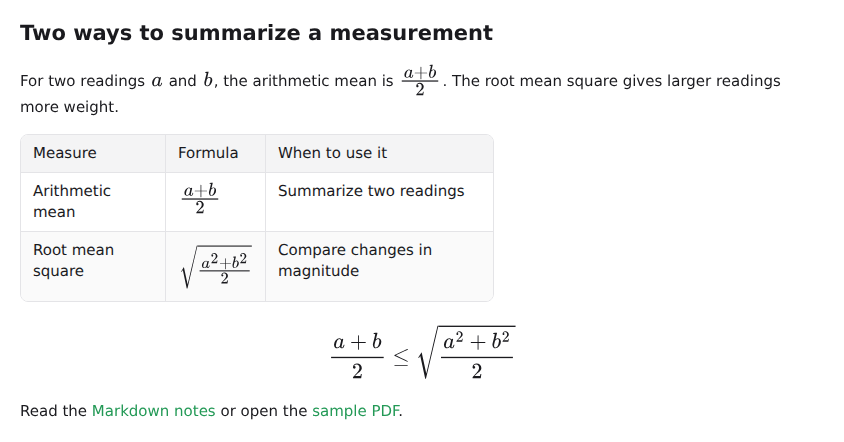 Two ways to summarize a measurement
For two readings a and b, the arithmetic mean is (a+b)/2. The root mean square gives larger readings
more weight.
Measure Formula When to use it
Arithmetic mean (a+b)/2 Summarize two readings
Root mean square √((a²+b²)/2) Compare changes in magnitude
(a + b)/2 ≤ √((a² + b²)/2)
Read the Markdown notes or open the sample PDF.